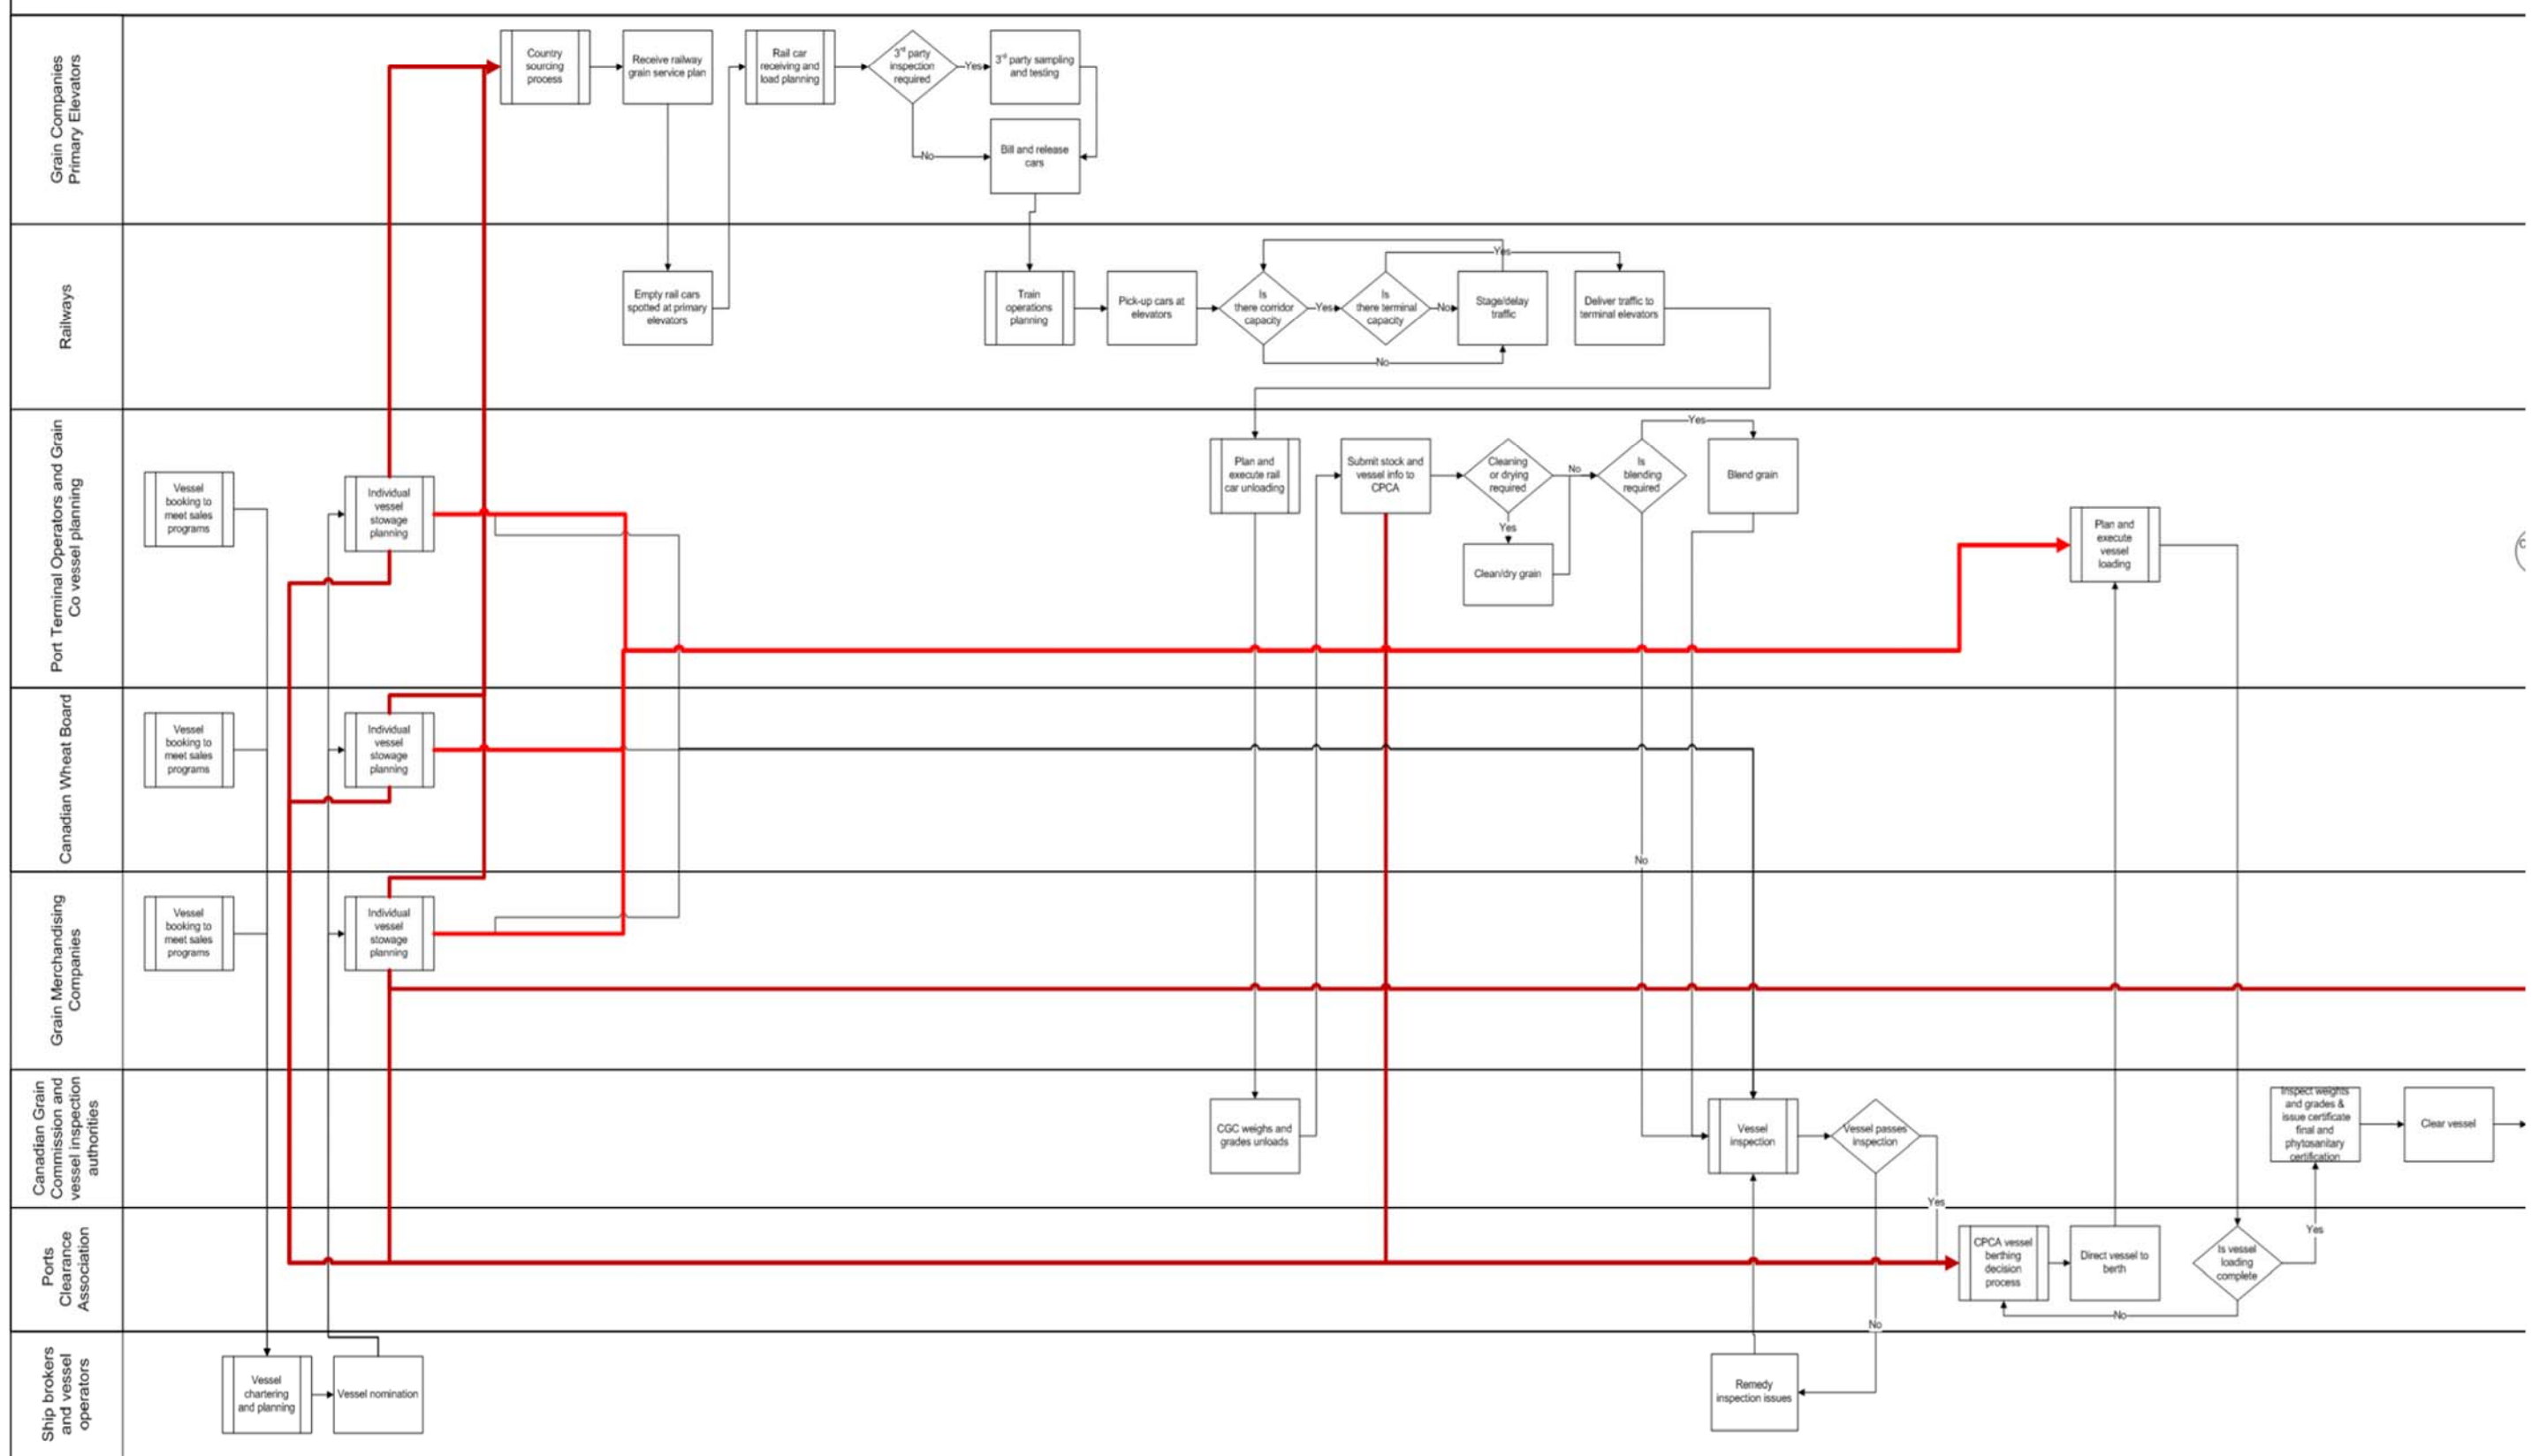 Grain Companies
Primary Elevators
Country
sourcing
process
Receive railway
grain service plan
Rail car
receiving and
load planning
3rd party
inspection
required
Yes
3rd party sampling
and testing
No
Bill and release
cars
Railways
Empty rail cars
spotted at primary
elevators
Train
operations
planning
Pick-up cars at
elevators
Is
there corridor
capacity
Yes
Is
there terminal
capacity
No
Yes
Stage/delay
traffic
No
Deliver traffic to
terminal elevators
Port Terminal Operators and Grain
Co vessel planning
Vessel
booking to
meet sales
programs
Individual
vessel
stowage
planning
Plan and
execute rail
car unloading
Submit stock and
vessel info to
CPCA
Cleaning
or drying
required
No
Yes
Clean/dry grain
Is
blending
required
Yes
Blend grain
Plan and
execute
vessel
loading
Canadian Wheat Board
Vessel
booking to
meet sales
programs
Individual
vessel
stowage
planning
No
Grain Merchandising
Companies
Vessel
booking to
meet sales
programs
Individual
vessel
stowage
planning
Canadian Grain
Commission and
vessel inspection
authorities
CGC weighs and
grades unloads
Vessel
inspection
Vessel passes
inspection
Yes
Inspect weights
and grades &
issue certificate
final and
phytosanitary
certification
Clear vessel
Ports
Clearance
Association
CPCA vessel
berthing
decision
process
Direct vessel to
berth
Is vessel
loading
complete
Yes
No
No
Ship brokers
and vessel
operators
Vessel
chartering
and planning
Vessel nomination
Remedy
inspection issues